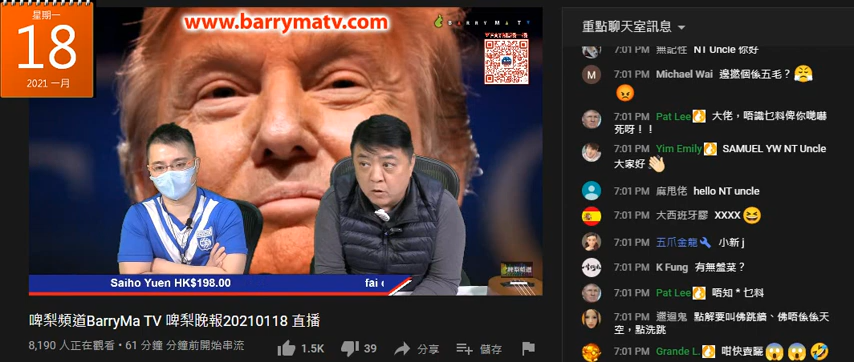 星期一
18
2021 一月
www.barrymatv.com
BARRY MA TV
啤梨頻道
Saiho Yuen HK$198.00
fai
啤梨頻道BarryMa TV 啤梨晚報20210118 直播
8,190 人正在觀看 • 61 分鐘 分鐘前開始串流
1.5K
39
分享
儲存
重點聊天室訊息
7:01 PM 無記性 NT Uncle 你好
7:01 PM Michael Wai 邊撚個係五毛？
7:01 PM Pat Lee 大佬，唔識乜料俾你哋嚇
死呀！！
7:01 PM Yim Emily SAMUEL YW NT Uncle
大家好
7:01 PM 麻甩佬 hello NT uncle
7:01 PM 大西班牙膠 XXXX
7:01 PM 五爪金龍 小新 j
7:01 PM K Fung 有無盤菜？
7:01 PM Pat Lee 唔知 * 乜料
7:01 PM 邋遢鬼 點解要叫佛跳牆、佛唔係係天
空，點洗跳
7:01 PM Grande L. 咁快賣曬